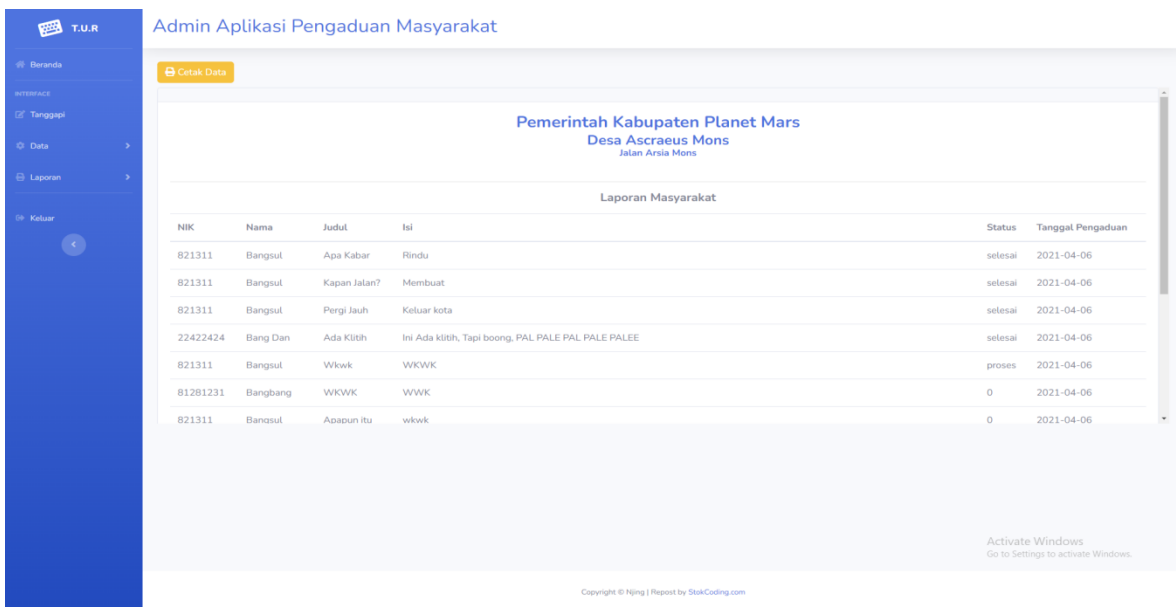 T.U.R
Admin Aplikasi Pengaduan Masyarakat
Beranda
INTERFACE
Tanggapi
Data
Laporan
Keluar
Cetak Data
Pemerintah Kabupaten Planet Mars
Desa Ascraeus Mons
Jalan Arsia Mons
Laporan Masyarakat
NIK Nama Judul Isi Status Tanggal Pengaduan
821311 Bangsul Apa Kabar Rindu selesai 2021-04-06
821311 Bangsul Kapan Jalan? Membuat selesai 2021-04-06
821311 Bangsul Pergi Jauh Keluar kota selesai 2021-04-06
22422424 Bang Dan Ada Klitih Ini Ada klitih, Tapi boong, PAL PALE PAL PALE PALEE selesai 2021-04-06
821311 Bangsul Wkwk WKWK proses 2021-04-06
81281231 Bangbang WKWK WWK 0 2021-04-06
821311 Bangsul Apapun itu wkwk 0 2021-04-06
Activate Windows
Go to Settings to activate Windows.
Copyright © Njing | Repost by StokCoding.com